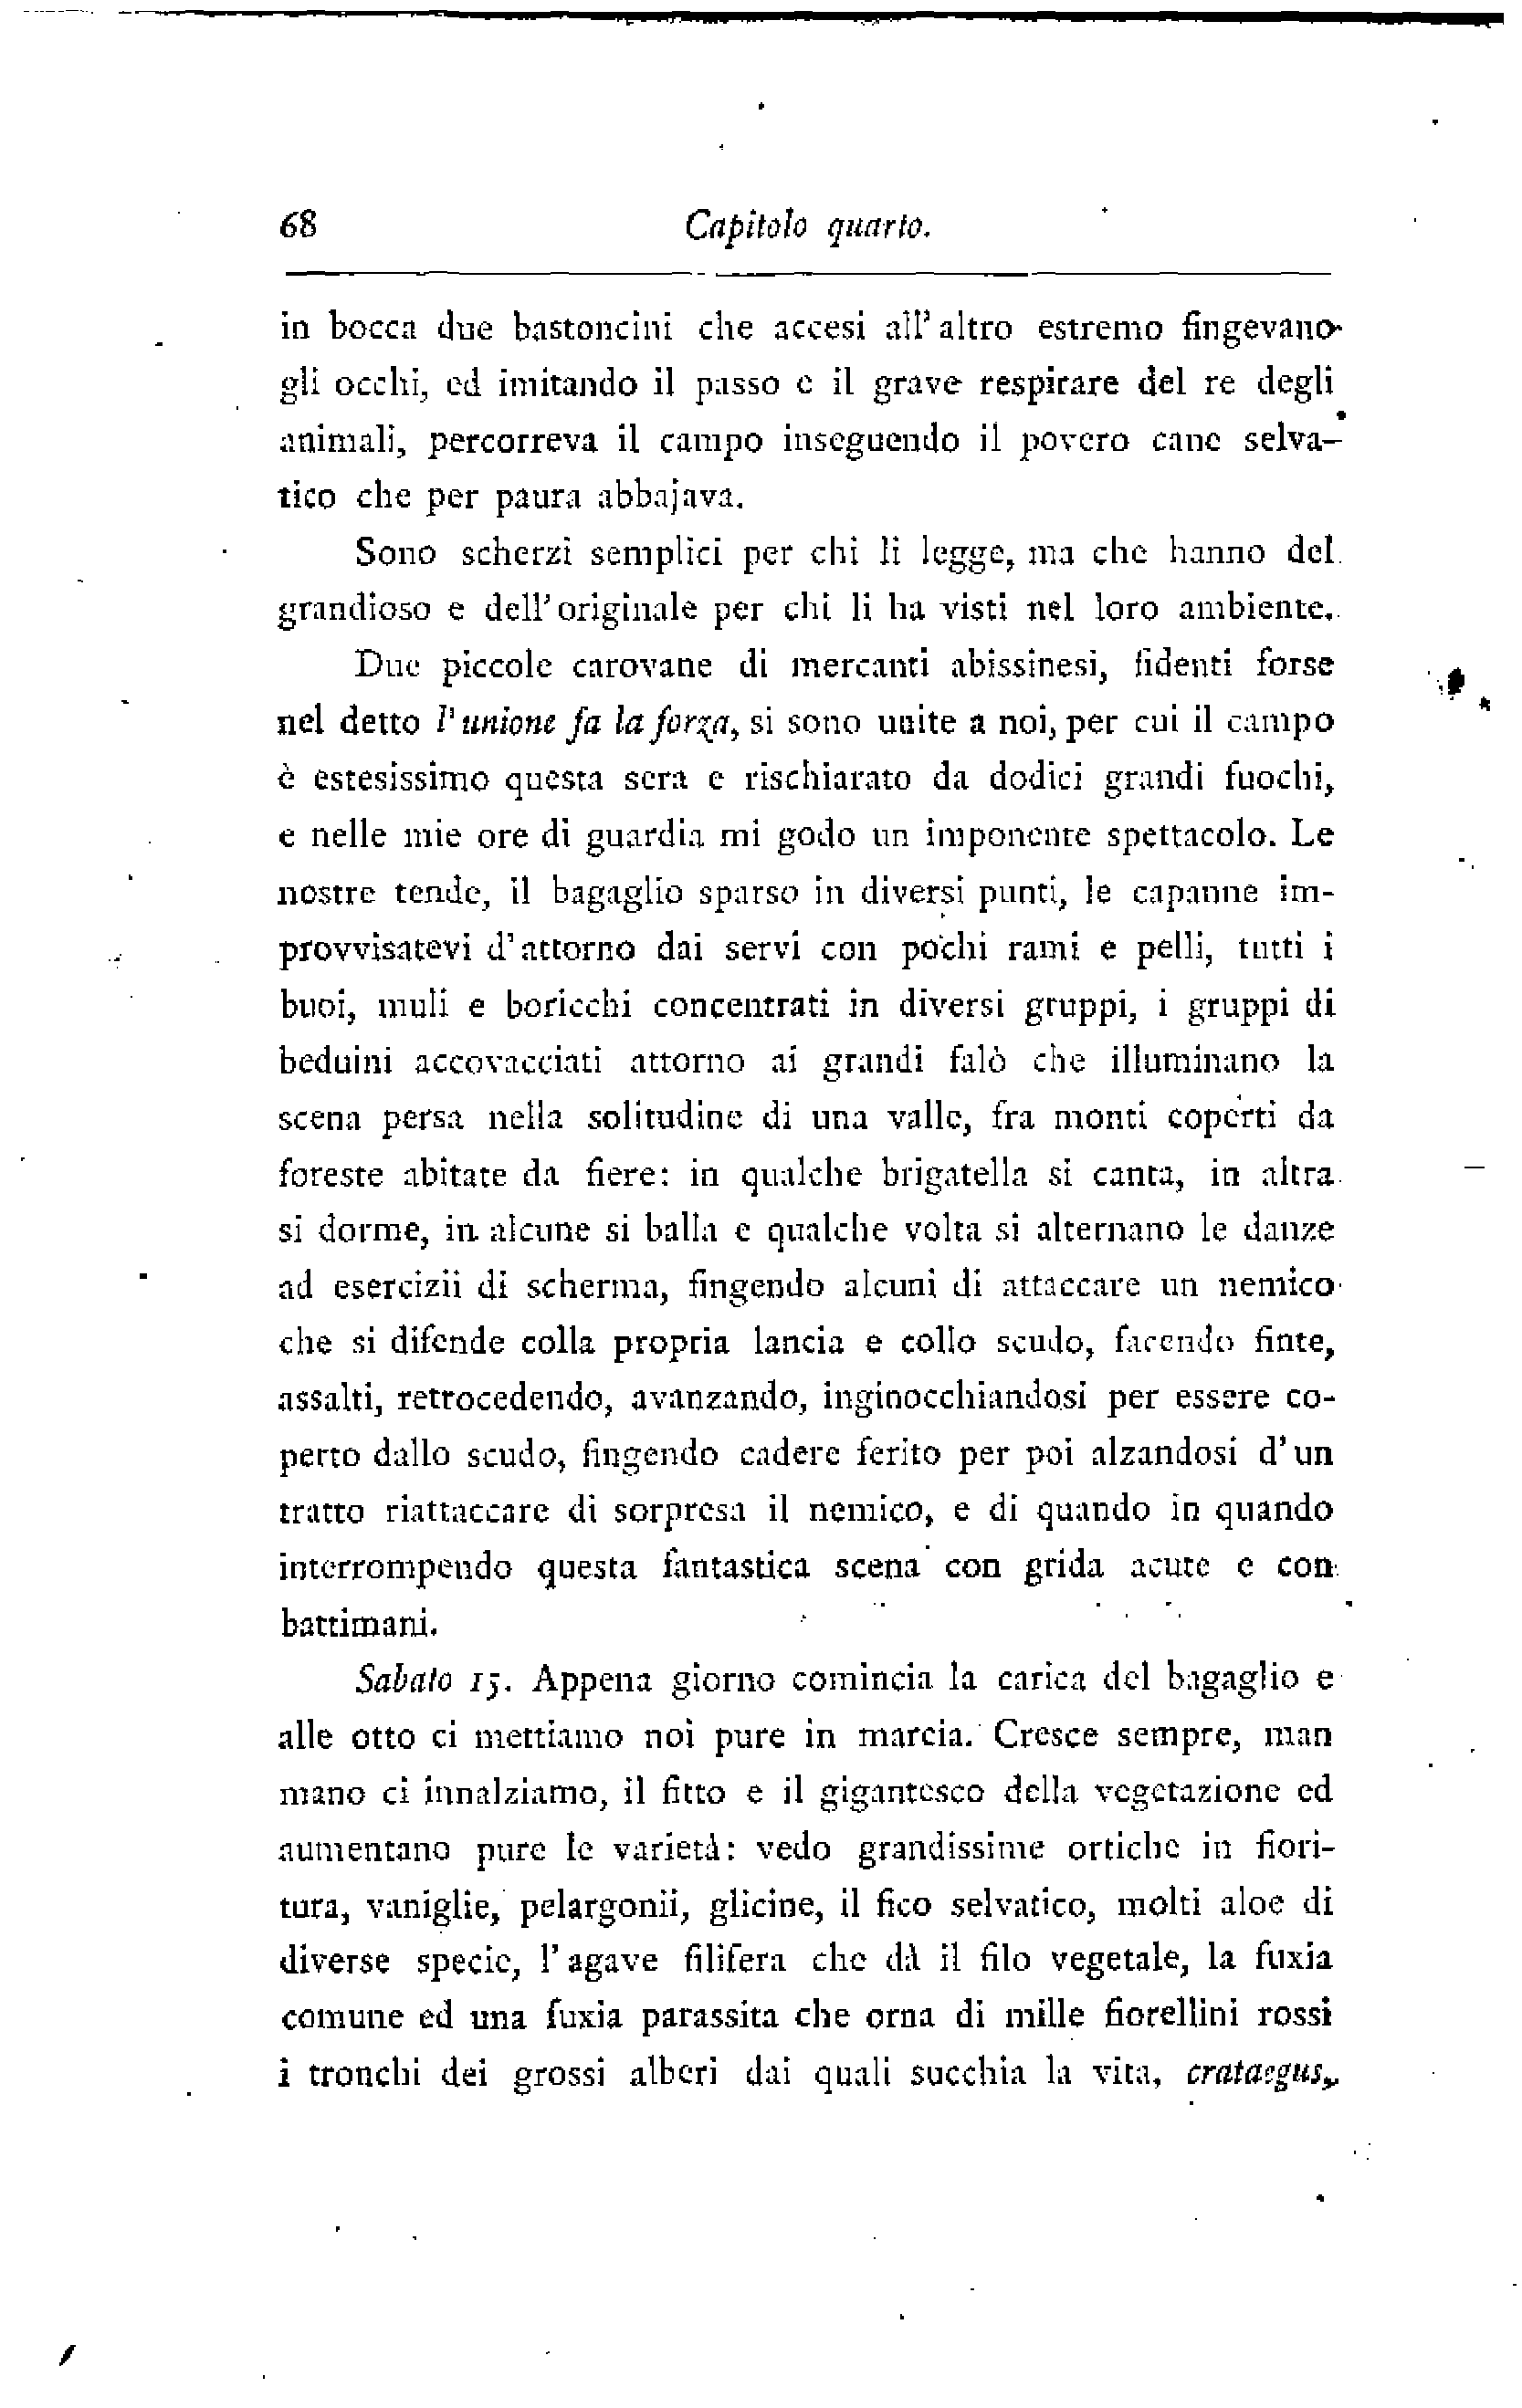 68 Capitolo quarto.
in bocca due bastoncini che accesi all'altro estremo fingevano
gli occhi, ed imitando il passo e il grave respirare del re degli
animali, percorreva il campo inseguendo il povero cane selva-
tico che per paura abbajava.
Sono scherzi semplici per chi li legge, ma che hanno del
grandioso e dell'originale per chi li ha visti nel loro ambiente.
Due piccole carovane di mercanti abissinesi, fidenti forse
nel detto l'unione fa la forza, si sono unite a noi, per cui il campo
è estesissimo questa sera e rischiarato da dodici grandi fuochi,
e nelle mie ore di guardia mi godo un imponente spettacolo. Le
nostre tende, il bagaglio sparso in diversi punti, le capanne im-
provvisatevi d'attorno dai servi con pochi rami e pelli, tutti i
buoi, muli e boricchi concentrati in diversi gruppi, i gruppi di
beduini accovacciati attorno ai grandi falò che illuminano la
scena persa nella solitudine di una valle, fra monti coperti da
foreste abitate da fiere: in qualche brigatella si canta, in altra
si dorme, in alcune si balla e qualche volta si alternano le danze
ad esercizii di scherma, fingendo alcuni di attaccare un nemico
che si difende colla propria lancia e collo scudo, facendo finte,
assalti, retrocedendo, avanzando, inginocchiandosi per essere co-
perto dallo scudo, fingendo cadere ferito per poi alzandosi d'un
tratto riattaccare di sorpresa il nemico, e di quando in quando
interrompendo questa fantastica scena con grida acute e con
battimani.
Sabato 15. Appena giorno comincia la carica del bagaglio e
alle otto ci mettiamo noi pure in marcia. Cresce sempre, man
mano ci innalziamo, il fitto e il gigantesco della vegetazione ed
aumentano pure le varietà: vedo grandissime ortiche in fiori-
tura, vaniglie, pelargonii, glicine, il fico selvatico, molti aloe di
diverse specie, l'agave filifera che dà il filo vegetale, la fuxia
comune ed una fuxia parassita che orna di mille fiorellini rossi
i tronchi dei grossi alberi dai quali succhia la vita, crataegus,